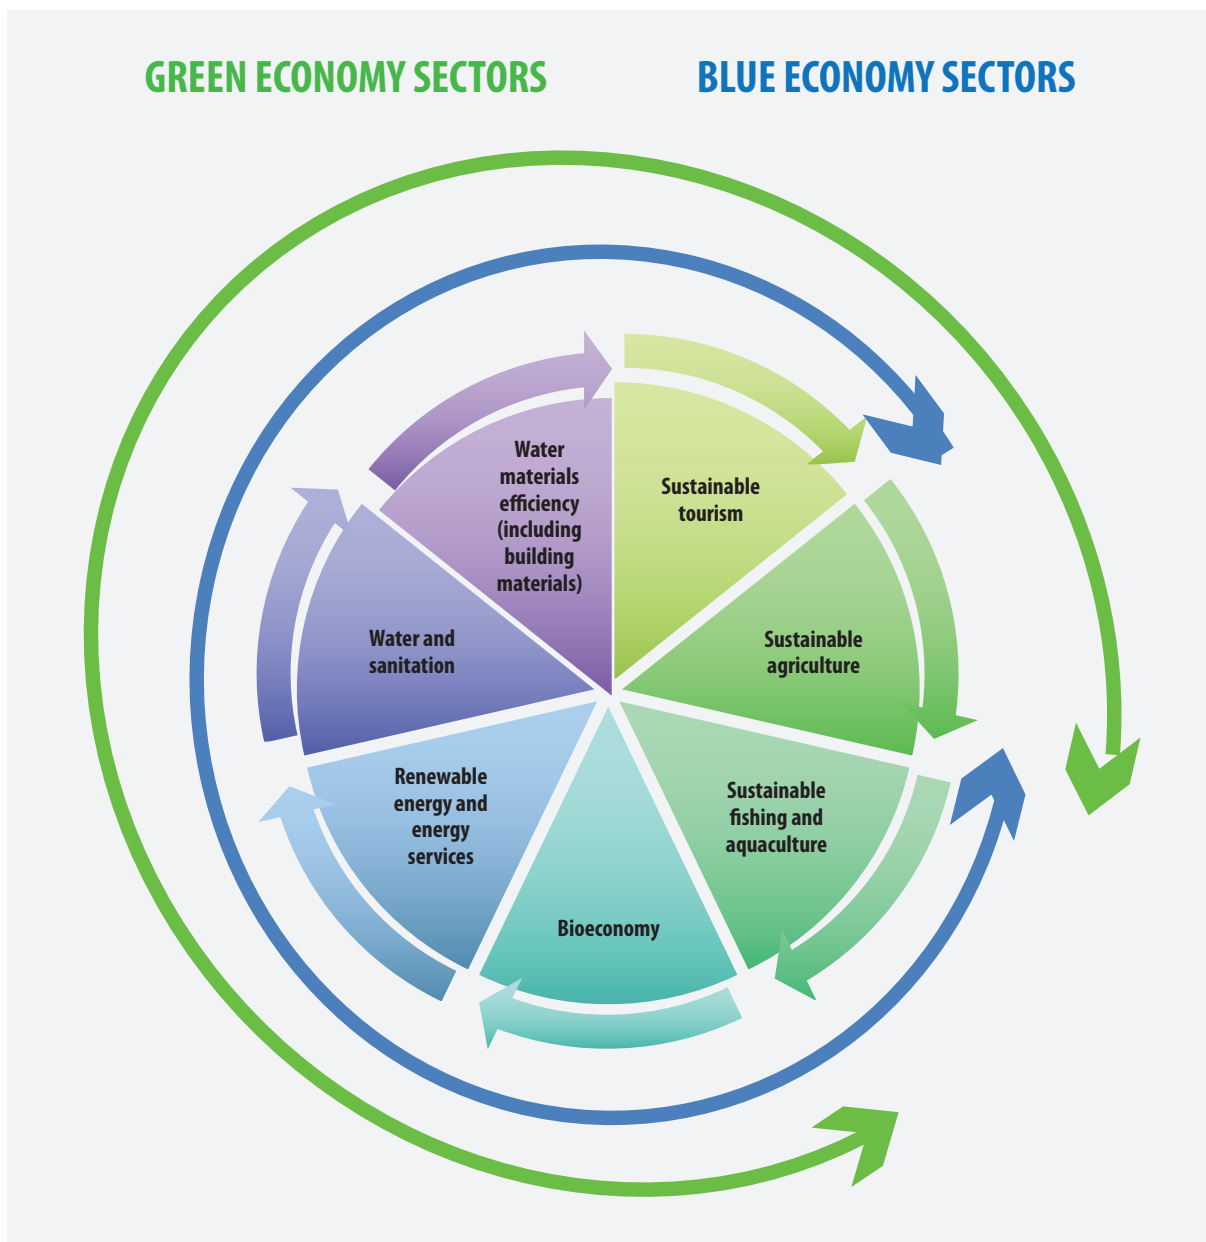 GREEN ECONOMY SECTORS
BLUE ECONOMY SECTORS
Water
materials
efficiency
(including
building
materials)
Sustainable
tourism
Sustainable
agriculture
Sustainable
fishing and
aquaculture
Bioeconomy
Renewable
energy and
energy
services
Water and
sanitation